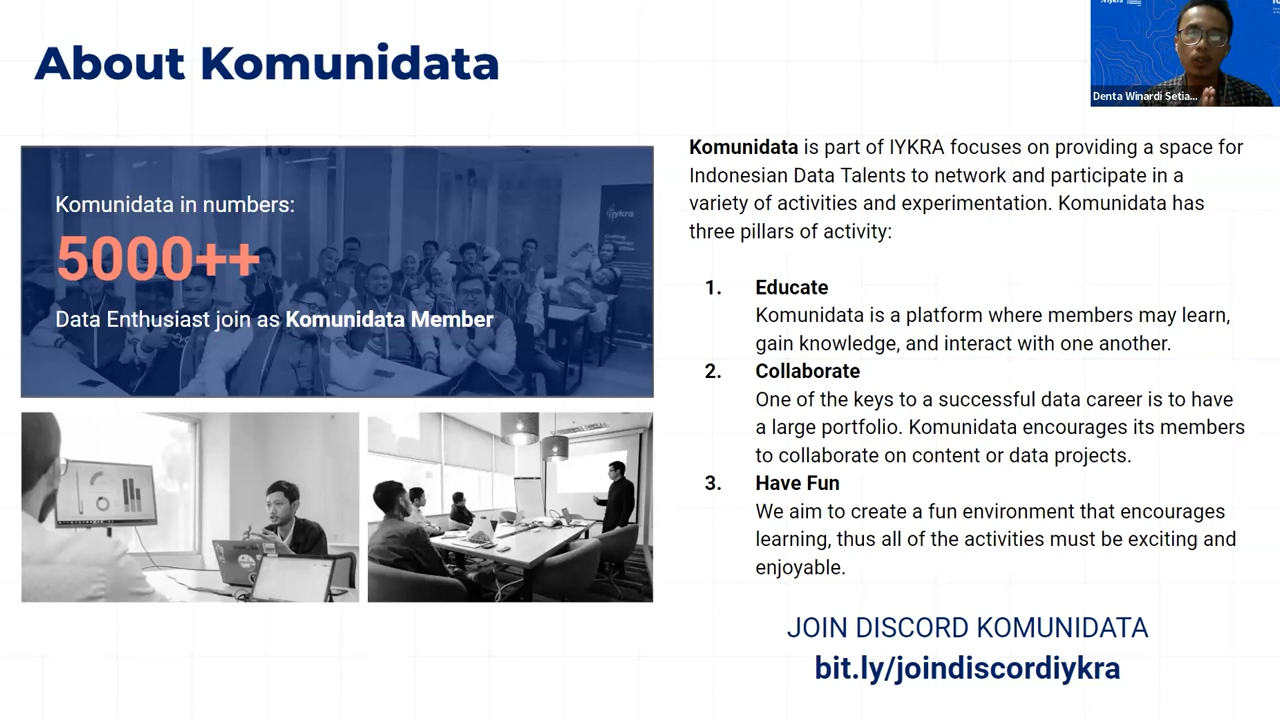 About Komunidata
iykra
Denta Winardi Setia...
Komunidata in numbers:
5000++
Data Enthusiast join as Komunidata Member
iykra
Komunidata is part of IYKRA focuses on providing a space for
Indonesian Data Talents to network and participate in a
variety of activities and experimentation. Komunidata has
three pillars of activity:
1. Educate
Komunidata is a platform where members may learn,
gain knowledge, and interact with one another.
2. Collaborate
One of the keys to a successful data career is to have
a large portfolio. Komunidata encourages its members
to collaborate on content or data projects.
3. Have Fun
We aim to create a fun environment that encourages
learning, thus all of the activities must be exciting and
enjoyable.
JOIN DISCORD KOMUNIDATA
bit.ly/joindiscordiykra